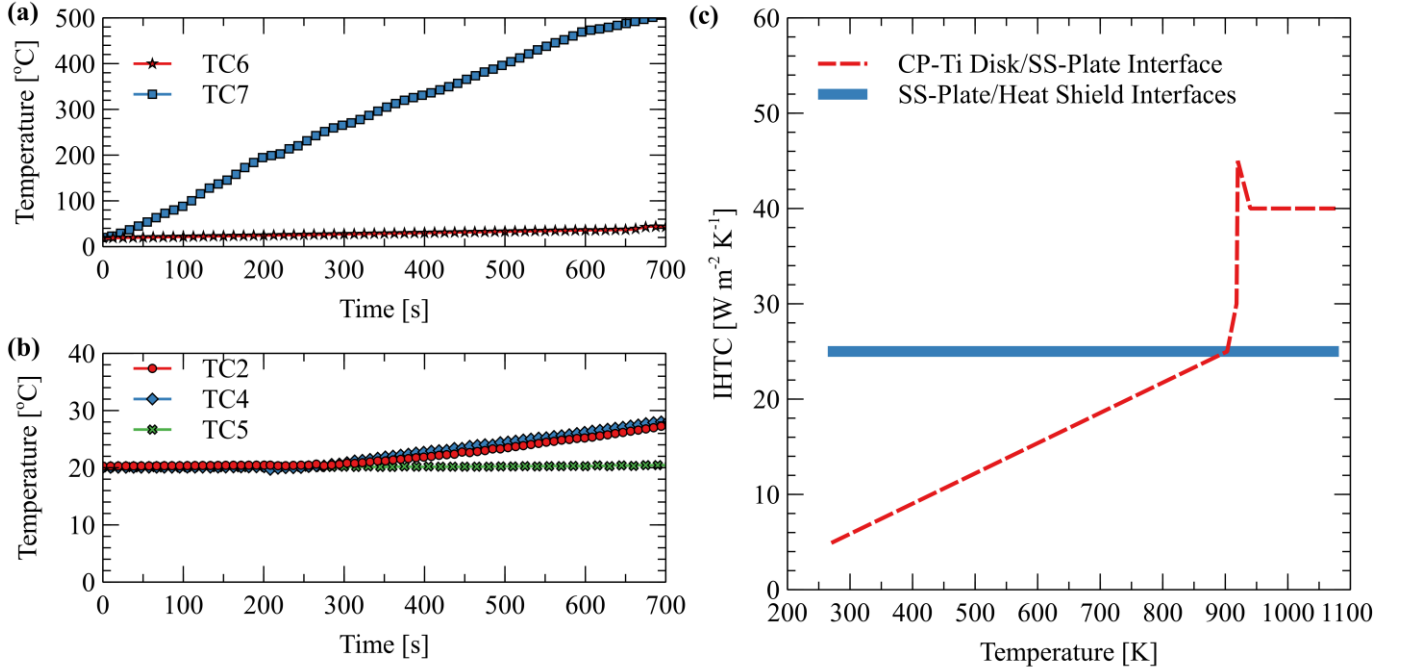 (a)
Temperature [°C]
500
400
300
200
100
0
TC6
TC7
0 100 200 300 400 500 600 700
Time [s]
(b)
Temperature [°C]
40
30
20
10
0
TC2
TC4
TC5
0 100 200 300 400 500 600 700
Time [s]
(c)
IHTC [W m⁻² K⁻¹]
60
50
40
30
20
10
0
CP-Ti Disk/SS-Plate Interface
SS-Plate/Heat Shield Interfaces
200 300 400 500 600 700 800 900 1000 1100
Temperature [K]